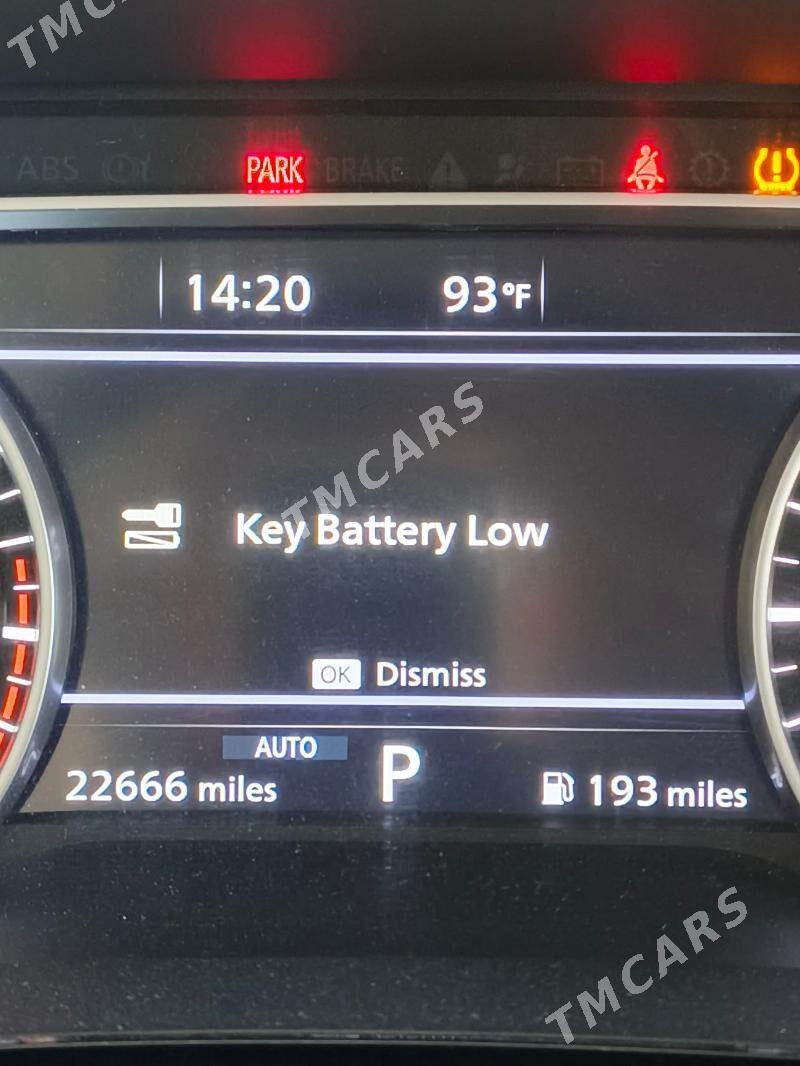 TMCARS
ABS
PARK BRAKE
14:20 93°F
TMCARS
Key Battery Low
OK Dismiss
AUTO
22666 miles P 193 miles
TMCARS